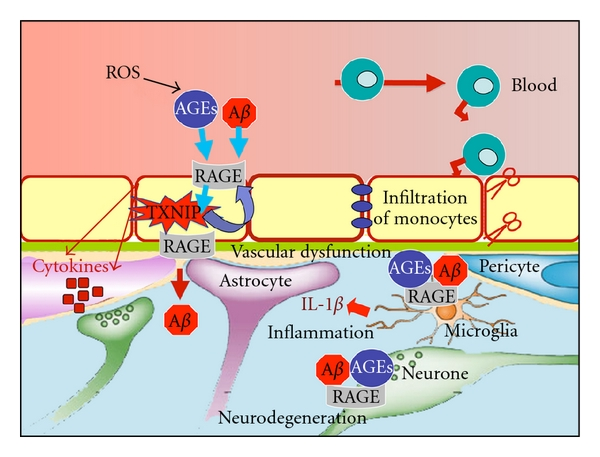 ROS
AGEs
Aβ
Blood
RAGE
TXNIP
Infiltration
of monocytes
RAGE
Vascular dysfunction
Cytokines
Astrocyte
AGEs
Aβ
Pericyte
RAGE
IL-1β
Aβ
Inflammation
Microglia
Aβ
AGEs
Neurone
RAGE
Neurodegeneration